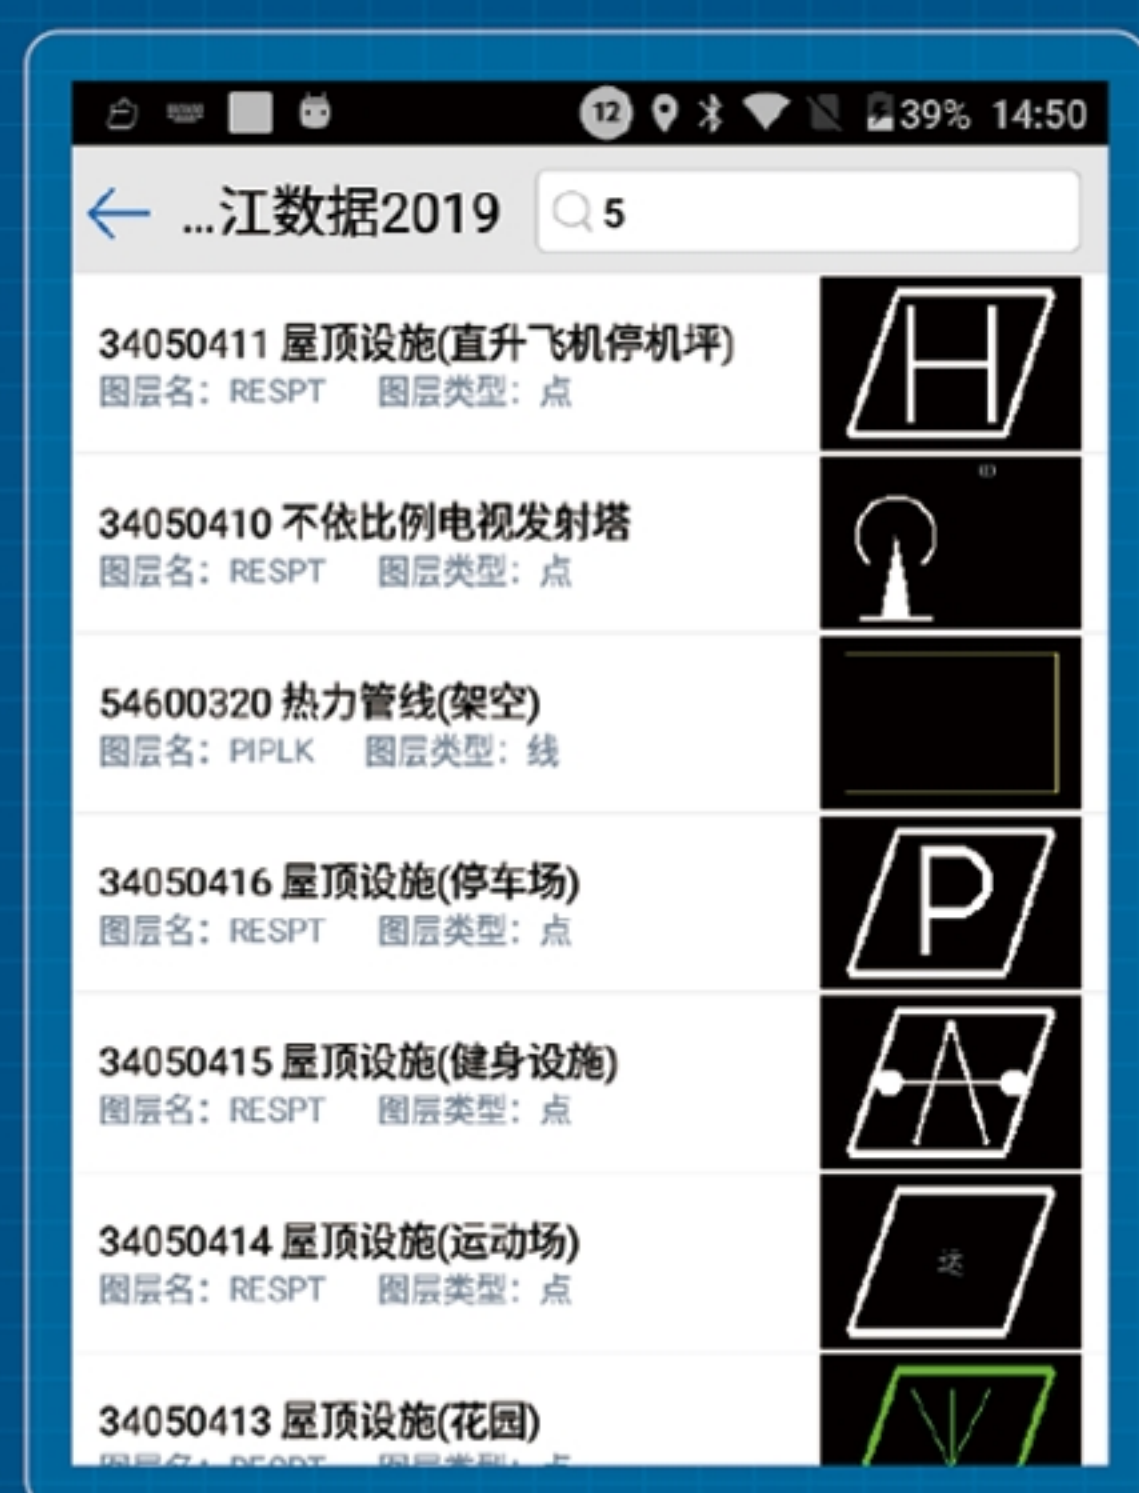 12 39% 14:50
...江数据2019 5
34050411 屋顶设施(直升飞机停机坪)
图层名：RESPT 图层类型：点
H
34050410 不依比例电视发射塔
图层名：RESPT 图层类型：点
54600320 热力管线(架空)
图层名：PIPLK 图层类型：线
34050416 屋顶设施(停车场)
图层名：RESPT 图层类型：点
P
34050415 屋顶设施(健身设施)
图层名：RESPT 图层类型：点
34050414 屋顶设施(运动场)
图层名：RESPT 图层类型：点
运
34050413 屋顶设施(花园)